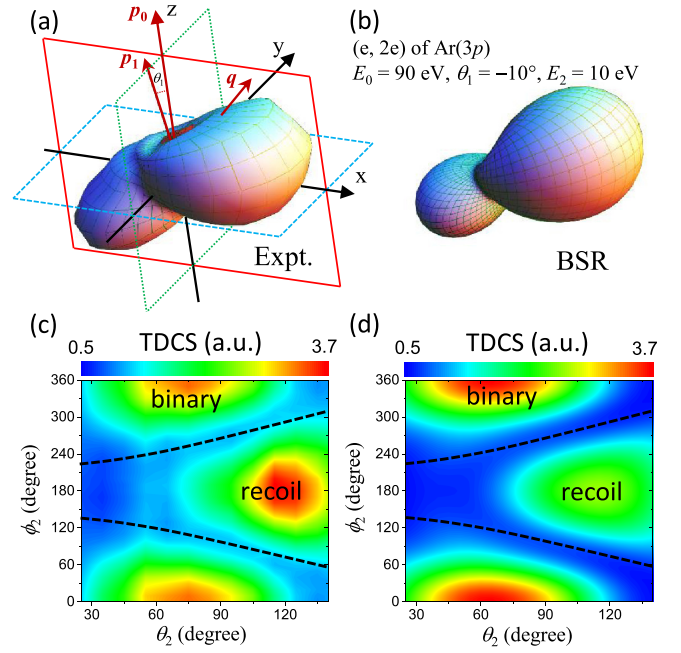 (a)
p0
z
p1
θ1
q
y
x
Expt.
(b)
(e, 2e) of Ar(3p)
E0 = 90 eV, θ1 = −10°, E2 = 10 eV
BSR
(c)
TDCS (a.u.)
0.5 3.7
360
300
240
180
120
60
0
ϕ2 (degree)
binary
recoil
30 60 90 120
θ2 (degree)
(d)
TDCS (a.u.)
0.5 3.7
360
300
240
180
120
60
0
ϕ2 (degree)
binary
recoil
30 60 90 120
θ2 (degree)